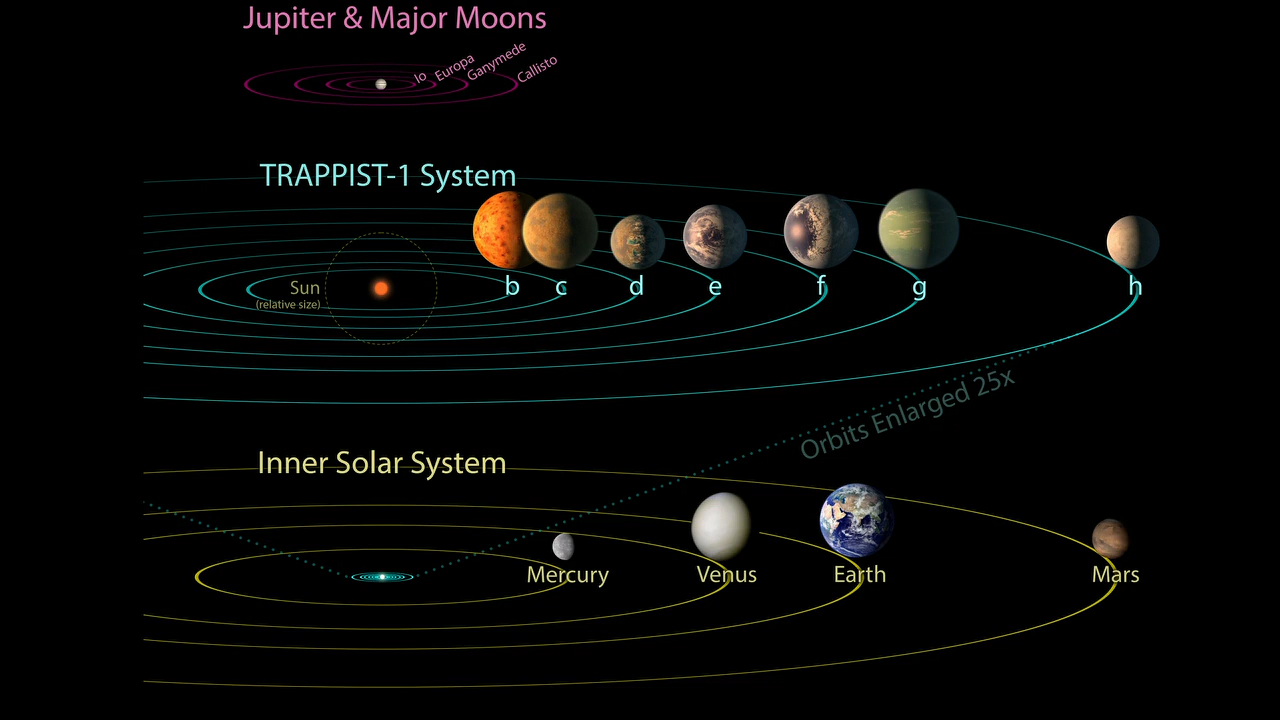 Jupiter & Major Moons
Io
Europa
Ganymede
Callisto
TRAPPIST-1 System
Sun
(relative size)
b
c
d
e
f
g
h
Orbits Enlarged 25x
Inner Solar System
Mercury
Venus
Earth
Mars